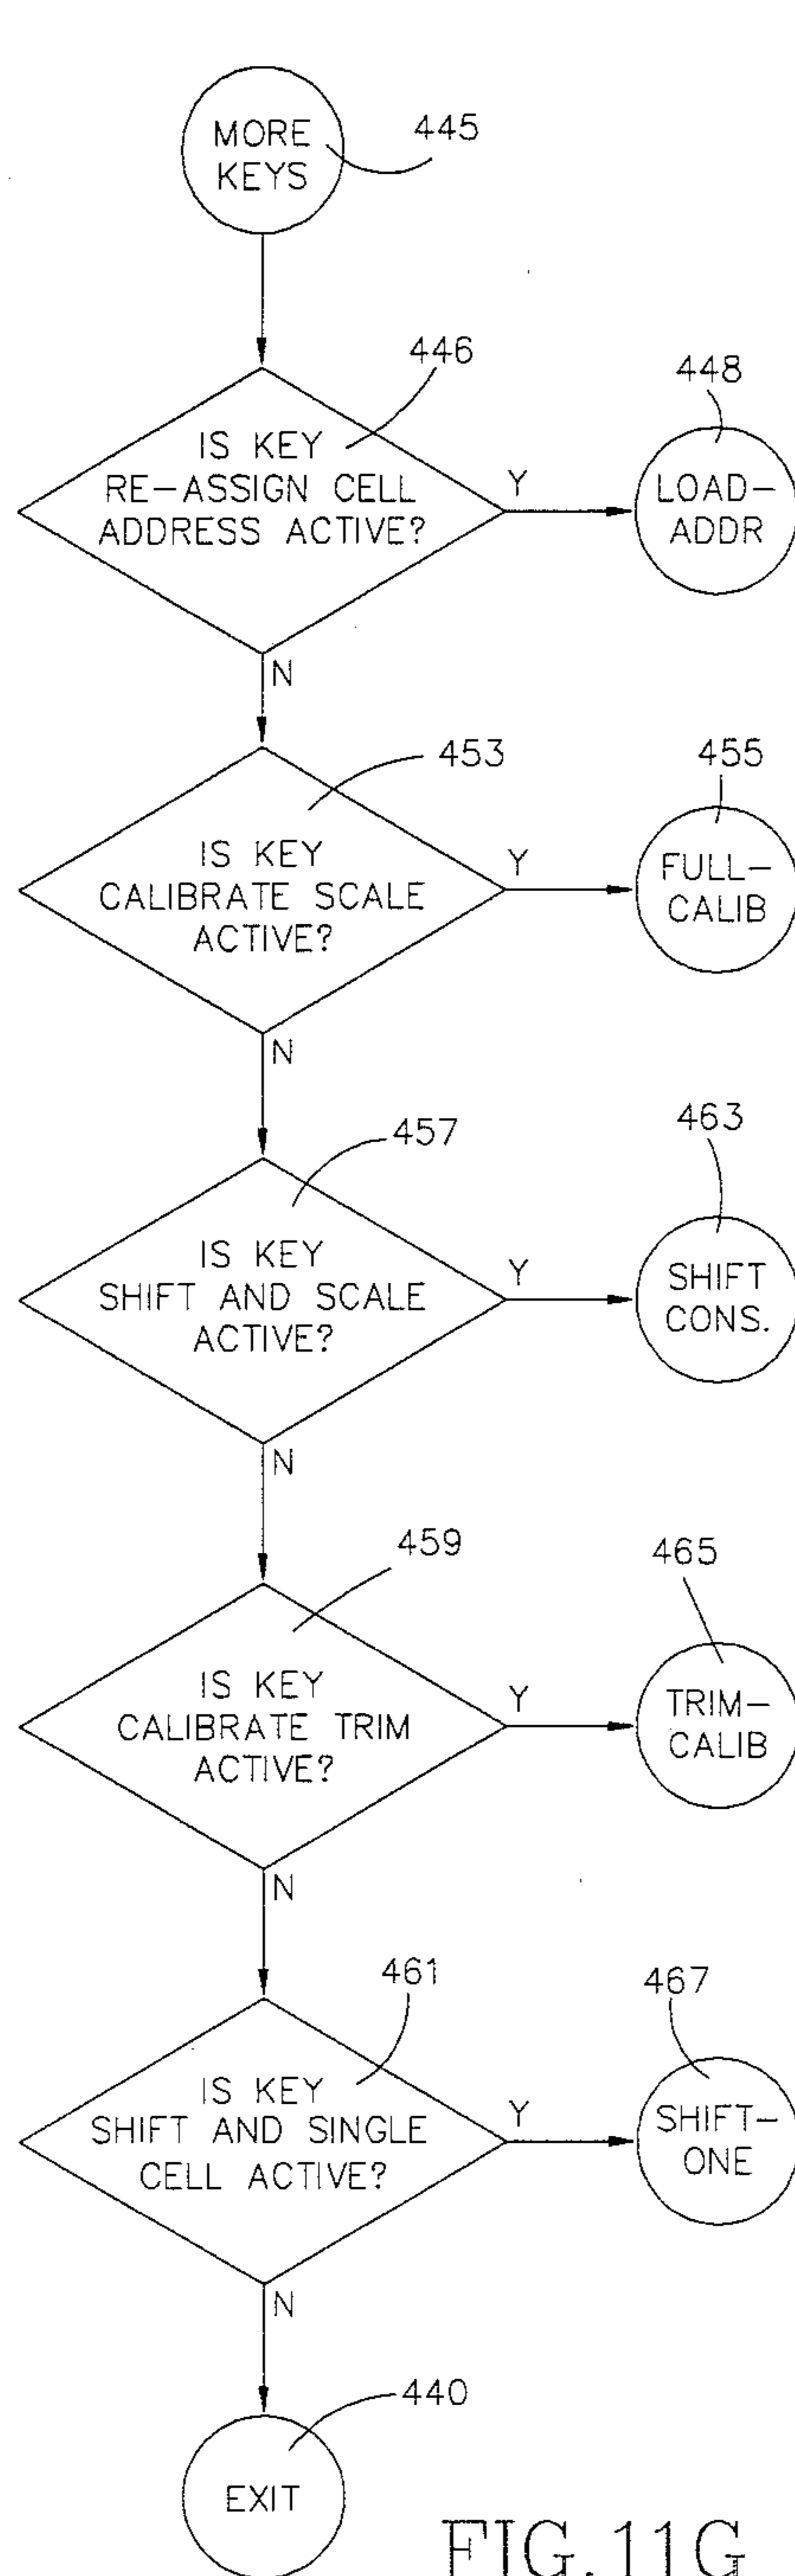 MORE
KEYS
445
446
IS KEY
RE-ASSIGN CELL
ADDRESS ACTIVE?
Y
448
LOAD-
ADDR
N
453
IS KEY
CALIBRATE SCALE
ACTIVE?
Y
455
FULL-
CALIB
N
457
IS KEY
SHIFT AND SCALE
ACTIVE?
Y
463
SHIFT
CONS.
N
459
IS KEY
CALIBRATE TRIM
ACTIVE?
Y
465
TRIM-
CALIB
N
461
IS KEY
SHIFT AND SINGLE
CELL ACTIVE?
Y
467
SHIFT-
ONE
N
440
EXIT
FIG.11G